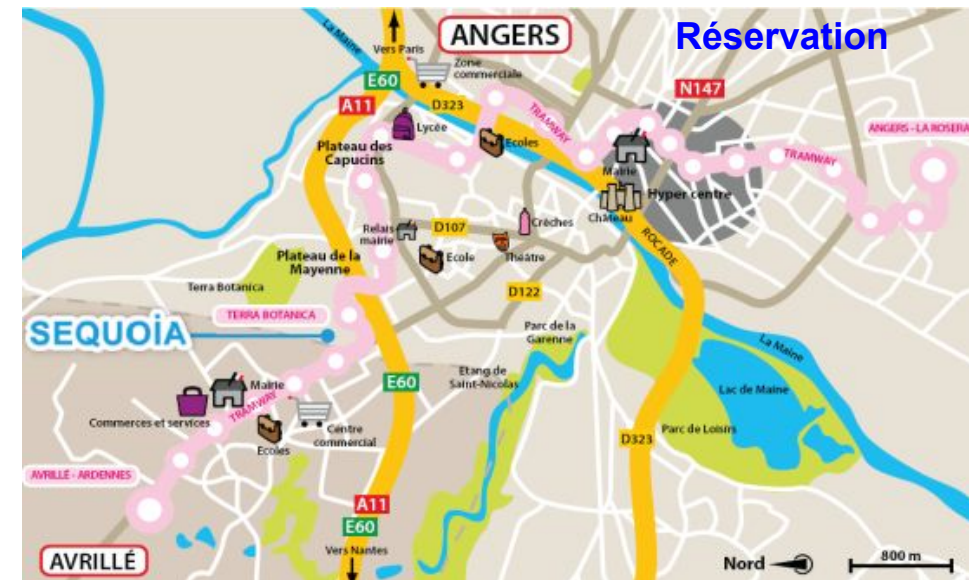 Réservation
ANGERS
La Maine
Vers Paris
Zone
commerciale
E60
N147
A11
D323
Lycée
TRAMWAY
ANGERS - LA ROSERA
Plateau des
Capucins
Ecoles
TRAMWAY
Mairie
Hyper centre
Château
Crèches
Relais
mairie
D107
Ecole
Théatre
ROCADE
Plateau de la
Mayenne
Terra Botanica
D122
TERRA BOTANICA
SEQUOÏA
Parc de la
Garenne
La Maine
Etang de
Saint-Nicolas
E60
Mairie
Lac de Maine
TRAMWAY
Commerces et services
Centre
commercial
Ecoles
D323
Parc de Loisirs
AVRILLÉ - ARDENNES
A11
E60
Vers Nantes
AVRILLÉ
Nord
800 m